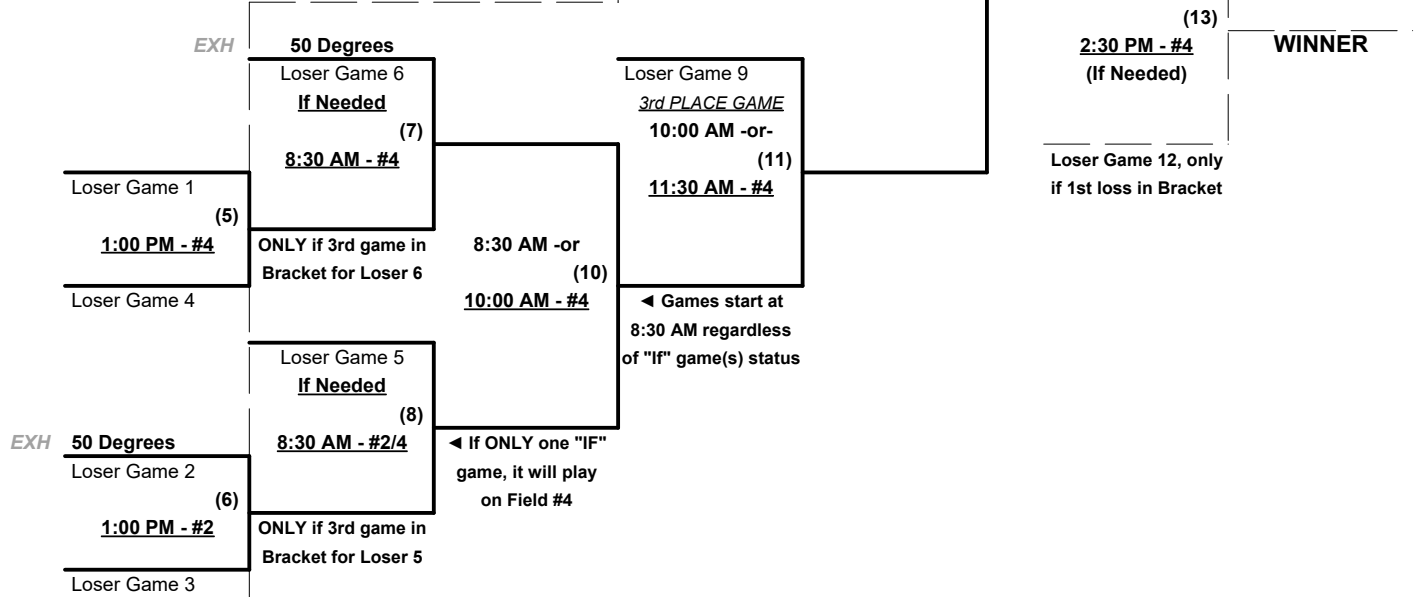 (13)
EXH 50 Degrees
2:30 PM - #4
WINNER
Loser Game 6
Loser Game 9
(If Needed)
If Needed
3rd PLACE GAME
(7)
10:00 AM -or-
8:30 AM - #4
(11)
Loser Game 12, only
if 1st loss in Bracket
Loser Game 1
11:30 AM - #4
(5)
1:00 PM - #4
ONLY if 3rd game in
Bracket for Loser 6
8:30 AM -or
(10)
10:00 AM - #4
Loser Game 4
◄ Games start at
8:30 AM regardless
of "If" game(s) status
Loser Game 5
If Needed
(8)
8:30 AM - #2/4
EXH 50 Degrees
◄ If ONLY one "IF"
game, it will play
on Field #4
Loser Game 2
(6)
1:00 PM - #2
ONLY if 3rd game in
Bracket for Loser 5
Loser Game 3